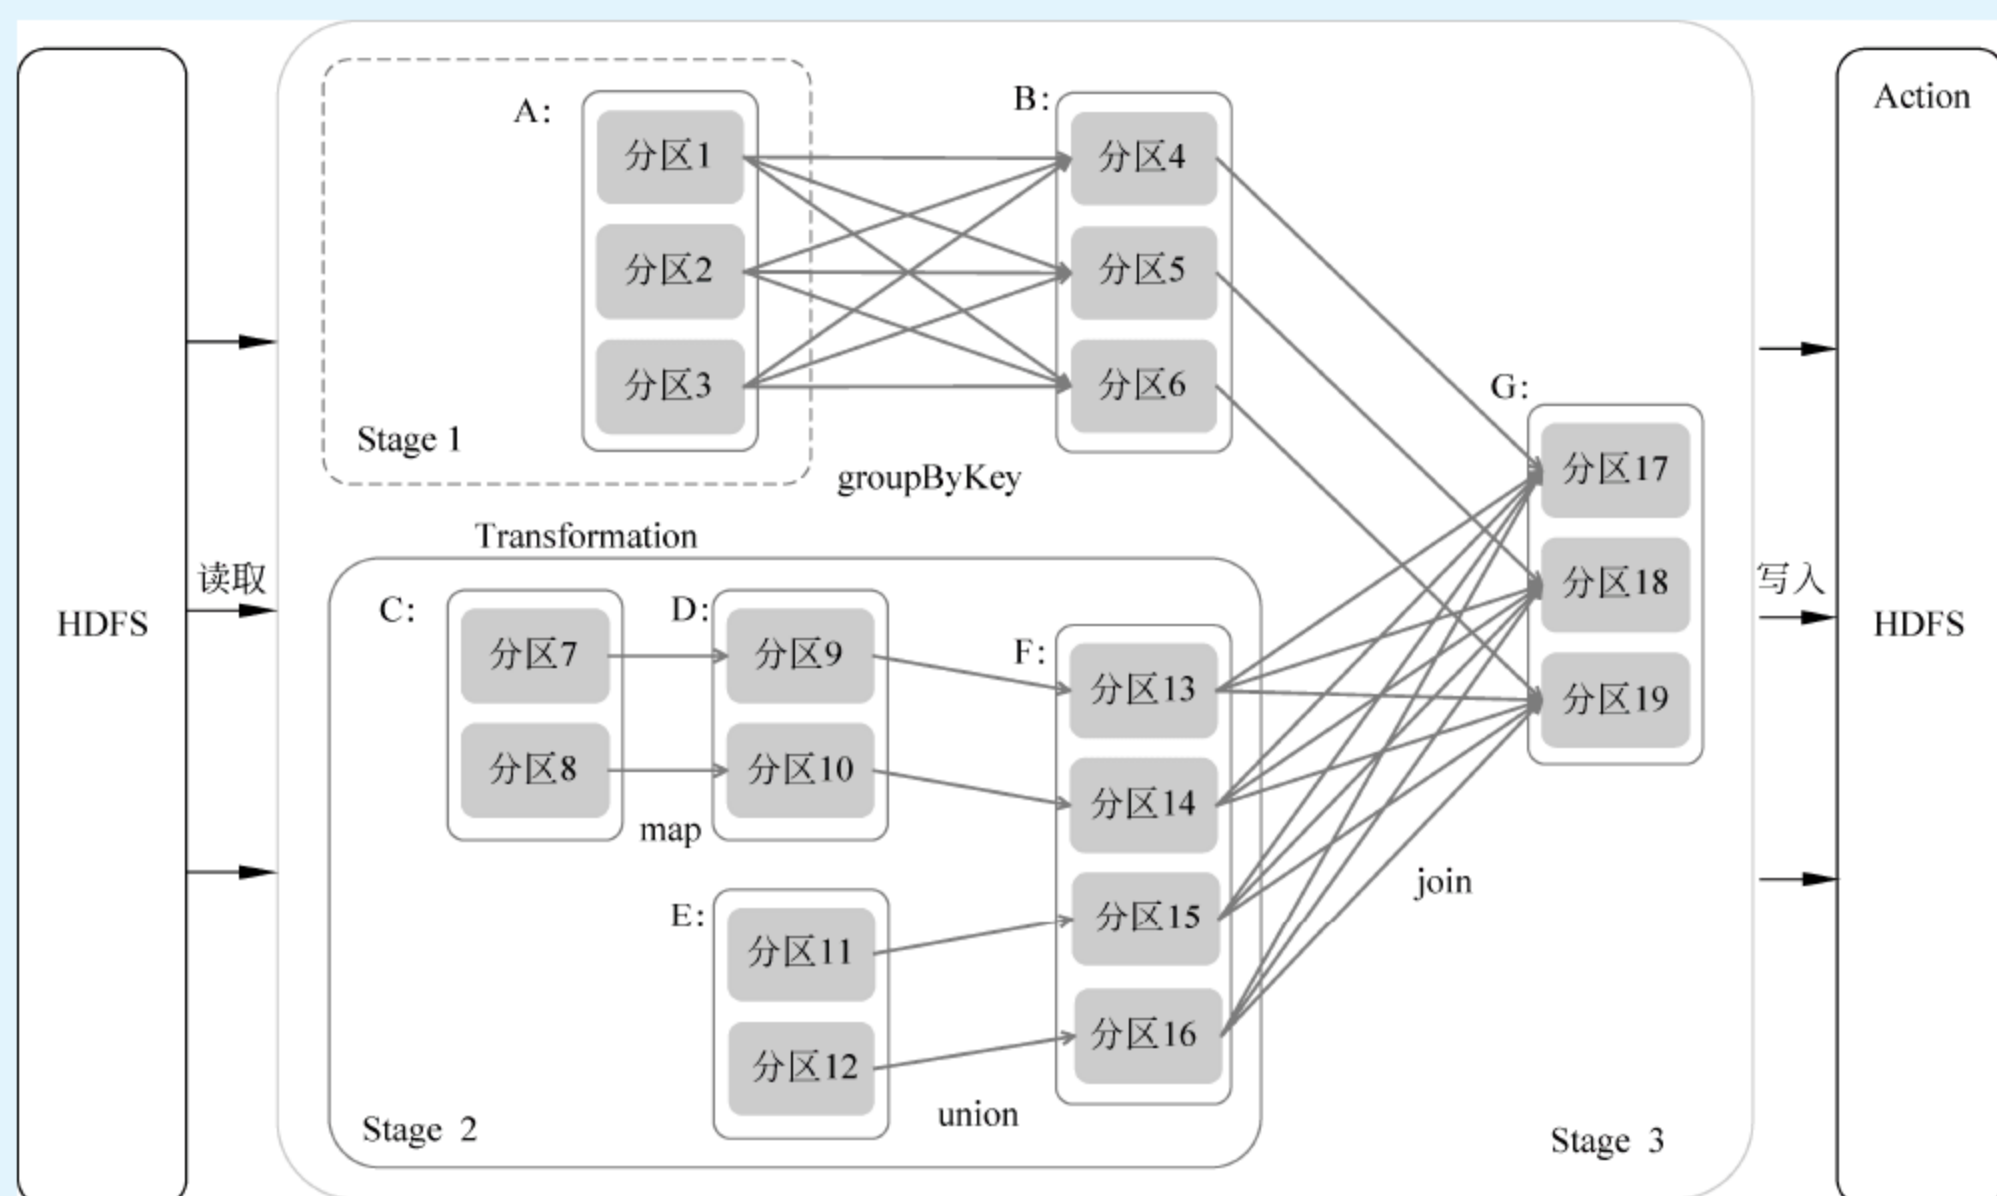 HDFS
读取
A:
分区1
分区2
分区3
Stage 1
groupByKey
B:
分区4
分区5
分区6
Transformation
C:
分区7
分区8
map
D:
分区9
分区10
E:
分区11
分区12
union
F:
分区13
分区14
分区15
分区16
Stage 2
G:
分区17
分区18
分区19
join
Stage 3
写入
Action
HDFS